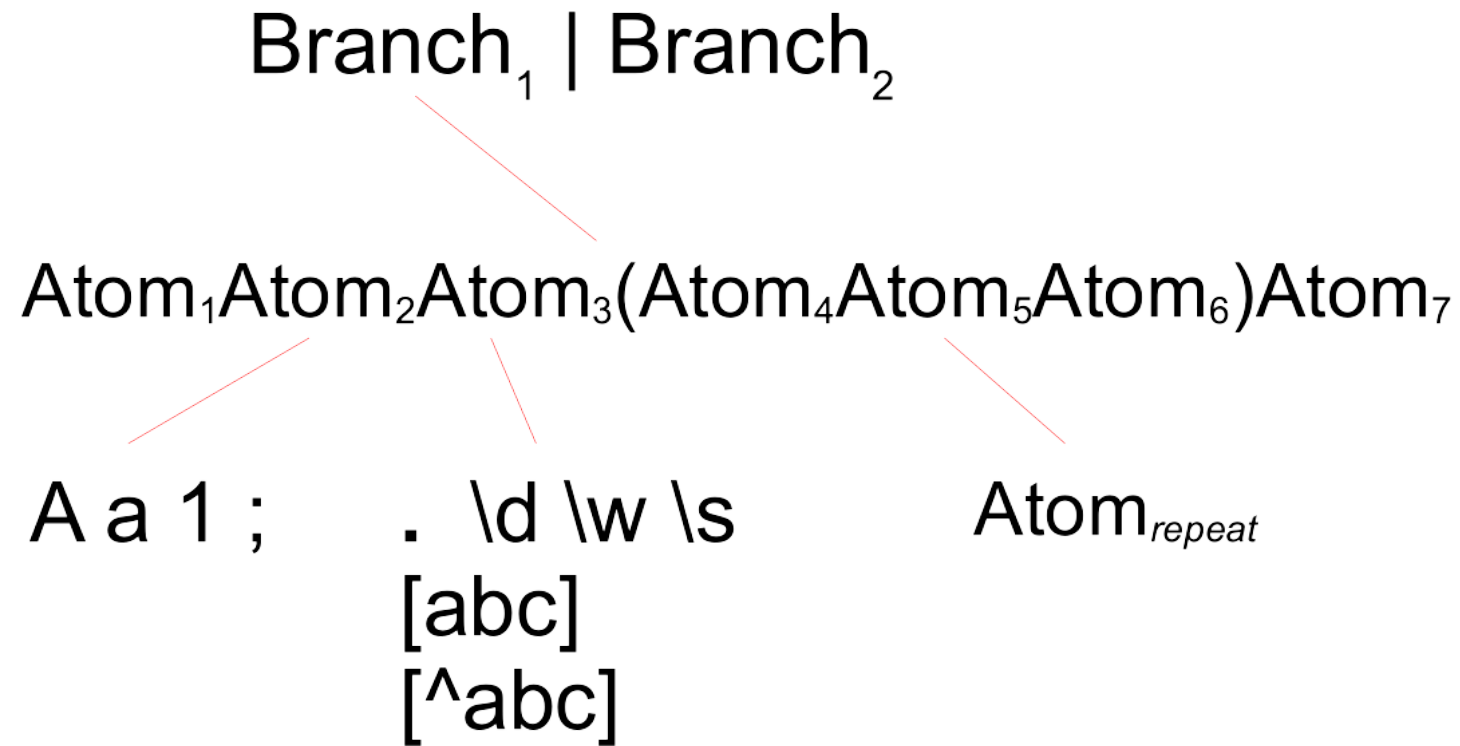 Branch1 | Branch2
Atom1Atom2Atom3(Atom4Atom5Atom6)Atom7
A a 1 ; . \d \w \s Atomrepeat
[abc]
[^abc]